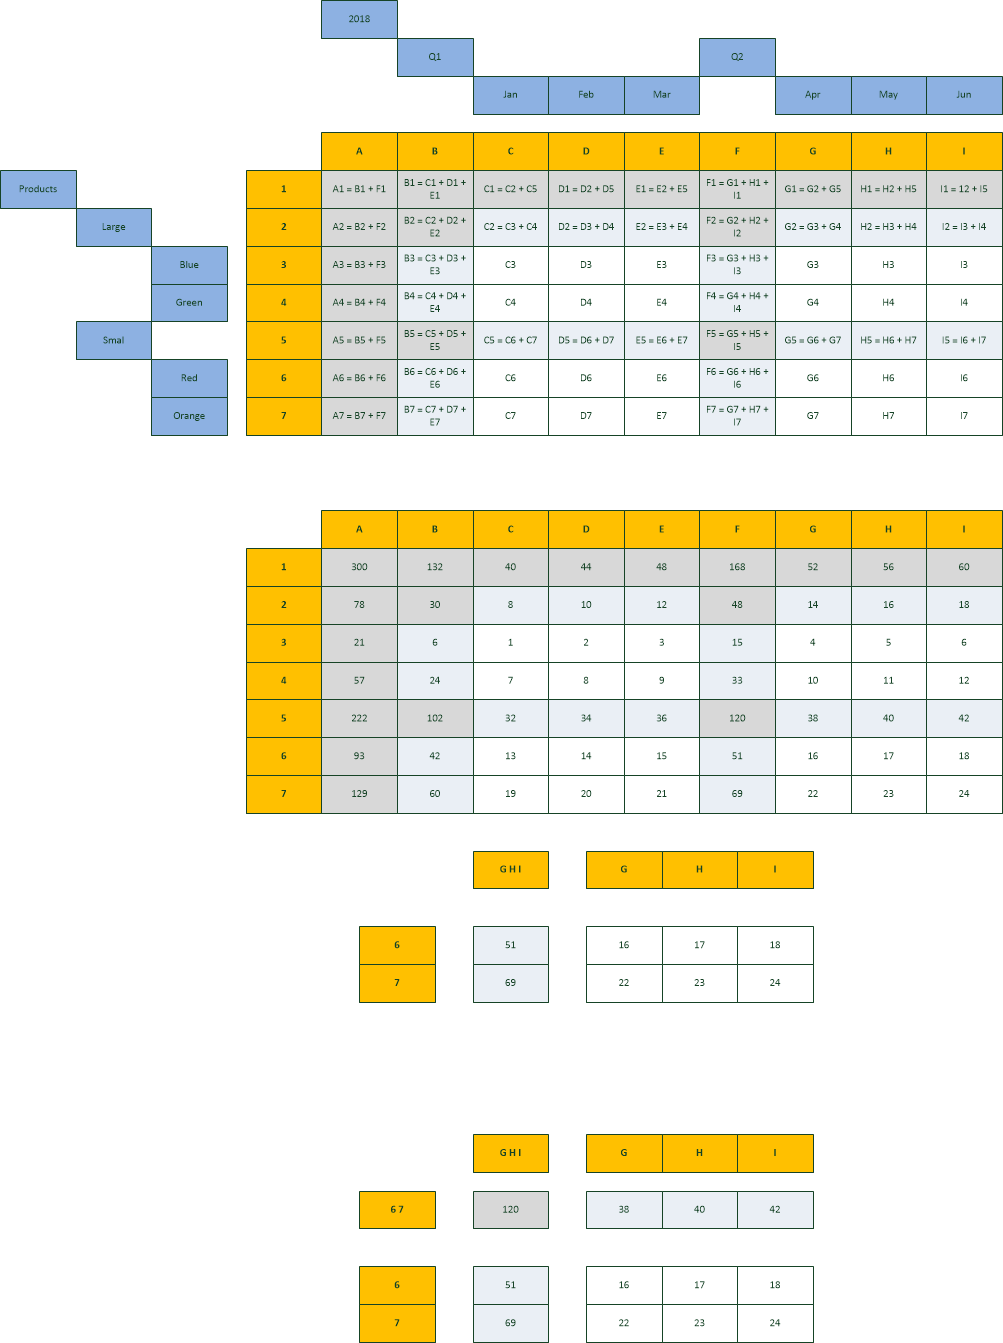 2018
Q1 Q2
Jan Feb Mar Apr May Jun
A B C D E F G H I
Products 1 A1 = B1 + F1 B1 = C1 + D1 + E1 C1 = C2 + C5 D1 = D2 + D5 E1 = E2 + E5 F1 = G1 + H1 + I1 G1 = G2 + G5 H1 = H2 + H5 I1 = 12 + I5
Large 2 A2 = B2 + F2 B2 = C2 + D2 + E2 C2 = C3 + C4 D2 = D3 + D4 E2 = E3 + E4 F2 = G2 + H2 + I2 G2 = G3 + G4 H2 = H3 + H4 I2 = I3 + I4
Blue 3 A3 = B3 + F3 B3 = C3 + D3 + E3 C3 D3 E3 F3 = G3 + H3 + I3 G3 H3 I3
Green 4 A4 = B4 + F4 B4 = C4 + D4 + E4 C4 D4 E4 F4 = G4 + H4 + I4 G4 H4 I4
Smal 5 A5 = B5 + F5 B5 = C5 + D5 + E5 C5 = C6 + C7 D5 = D6 + D7 E5 = E6 + E7 F5 = G5 + H5 + I5 G5 = G6 + G7 H5 = H6 + H7 I5 = I6 + I7
Red 6 A6 = B6 + F6 B6 = C6 + D6 + E6 C6 D6 E6 F6 = G6 + H6 + I6 G6 H6 I6
Orange 7 A7 = B7 + F7 B7 = C7 + D7 + E7 C7 D7 E7 F7 = G7 + H7 + I7 G7 H7 I7
A B C D E F G H I
1 300 132 40 44 48 168 52 56 60
2 78 30 8 10 12 48 14 16 18
3 21 6 1 2 3 15 4 5 6
4 57 24 7 8 9 33 10 11 12
5 222 102 32 34 36 120 38 40 42
6 93 42 13 14 15 51 16 17 18
7 129 60 19 20 21 69 22 23 24
G H I G H I
6 51 16 17 18
7 69 22 23 24
G H I G H I
6 7 120 38 40 42
6 51 16 17 18
7 69 22 23 24